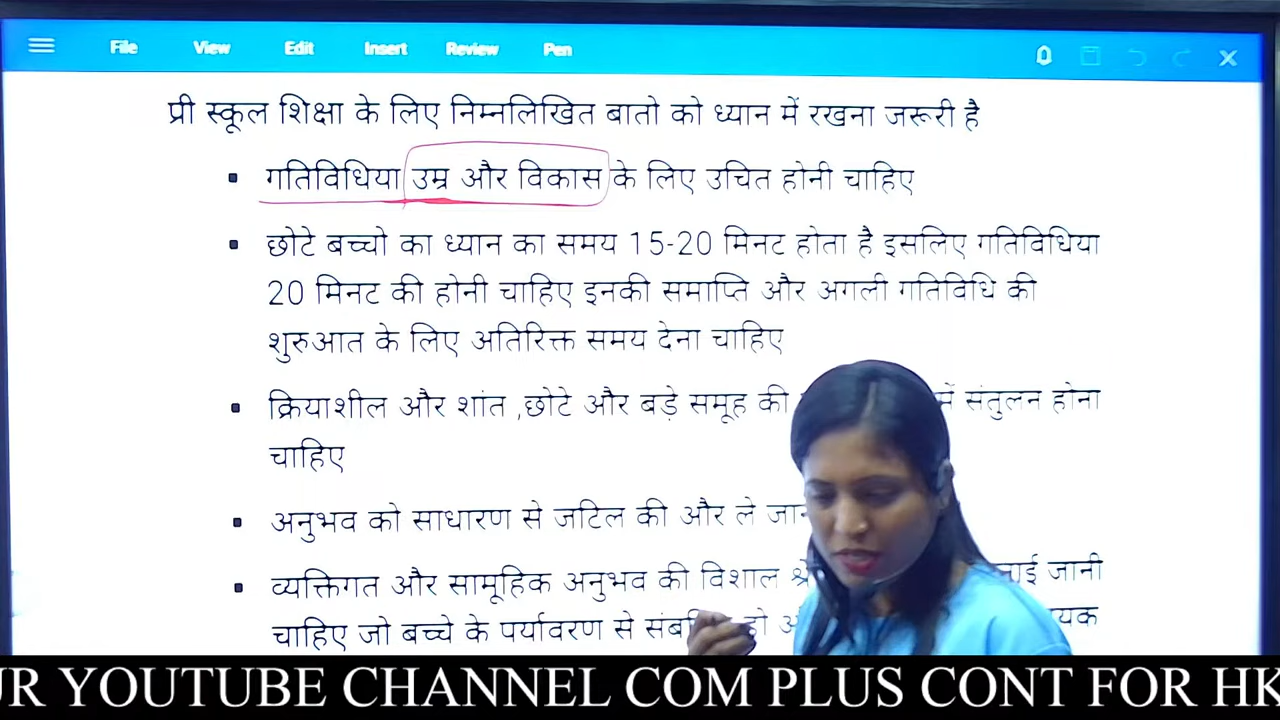 File View Edit Insert Review Pen
प्री स्कूल शिक्षा के लिए निम्नलिखित बातो को ध्यान में रखना जरूरी है
गतिविधिया उम्र और विकास के लिए उचित होनी चाहिए
छोटे बच्चो का ध्यान का समय 15-20 मिनट होता है इसलिए गतिविधिया
20 मिनट की होनी चाहिए इनकी समाप्ति और अगली गतिविधि की
शुरुआत के लिए अतिरिक्त समय देना चाहिए
क्रियाशील और शांत ,छोटे और बड़े समूह की में संतुलन होना
चाहिए
अनुभव को साधारण से जटिल की और ले
व्यक्तिगत और सामूहिक अनुभव की विशाल जानी
चाहिए जो बच्चे के पर्यावरण से हो
YOUTUBE CHANNEL COM PLUS CONT FOR